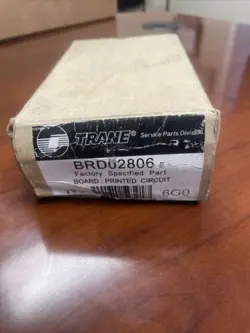 TRANE® Service Parts Division
BRD02806
Factory Specified Part
BOARD; PRINTED CIRCUIT
6G0